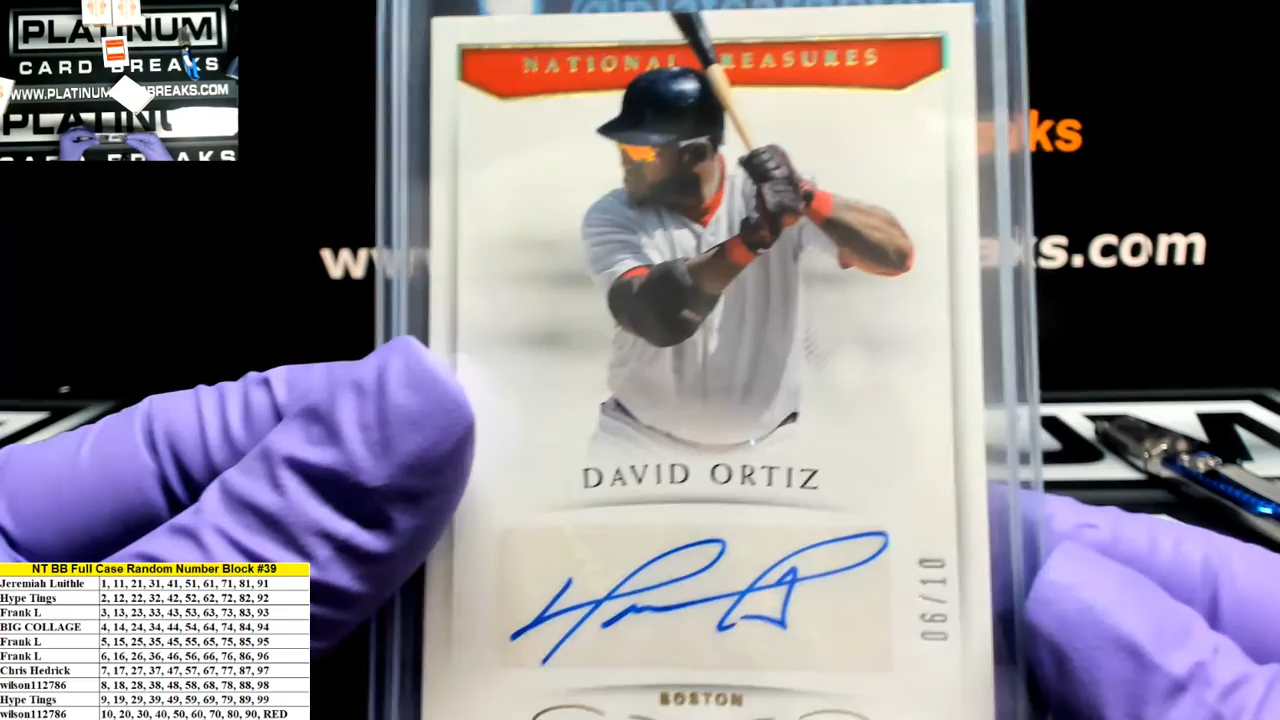 PLATINUM
CARD BREAKS
WWW.PLATINUM BREAKS.COM
PLATINU
CARD BREAKS
NATIONAL TREASURES
ks
www s.com
DAVID ORTIZ
06/10
BOSTON
NT BB Full Case Random Number Block #39
Jeremiah Luithle 1, 11, 21, 31, 41, 51, 61, 71, 81, 91
Hype Tings 2, 12, 22, 32, 42, 52, 62, 72, 82, 92
Frank L 3, 13, 23, 33, 43, 53, 63, 73, 83, 93
BIG COLLAGE 4, 14, 24, 34, 44, 54, 64, 74, 84, 94
Frank L 5, 15, 25, 35, 45, 55, 65, 75, 85, 95
Frank L 6, 16, 26, 36, 46, 56, 66, 76, 86, 96
Chris Hedrick 7, 17, 27, 37, 47, 57, 67, 77, 87, 97
wilson112786 8, 18, 28, 38, 48, 58, 68, 78, 88, 98
Hype Tings 9, 19, 29, 39, 49, 59, 69, 79, 89, 99
wilson112786 10, 20, 30, 40, 50, 60, 70, 80, 90, RED